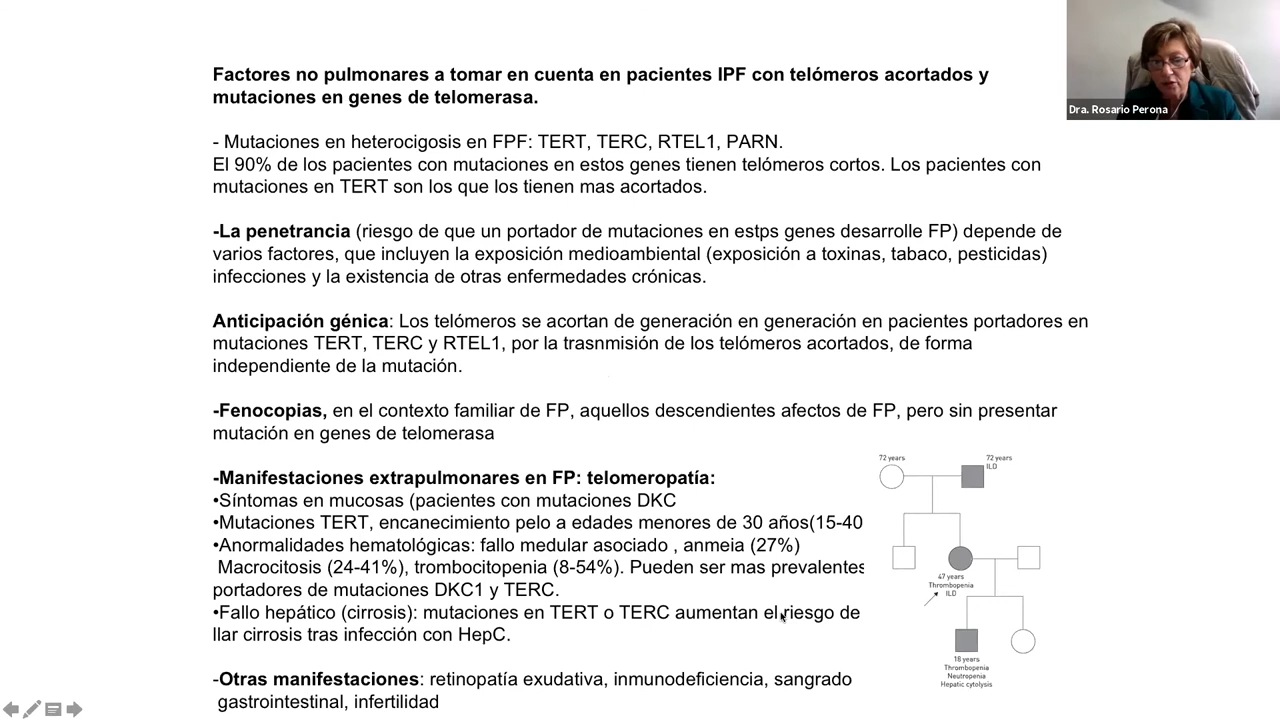 Factores no pulmonares a tomar en cuenta en pacientes IPF con telómeros acortados y
mutaciones en genes de telomerasa.
- Mutaciones en heterocigosis en FPF: TERT, TERC, RTEL1, PARN.
El 90% de los pacientes con mutaciones en estos genes tienen telómeros cortos. Los pacientes con
mutaciones en TERT son los que los tienen mas acortados.
-La penetrancia (riesgo de que un portador de mutaciones en estps genes desarrolle FP) depende de
varios factores, que incluyen la exposición medioambiental (exposición a toxinas, tabaco, pesticidas)
infecciones y la existencia de otras enfermedades crónicas.
Anticipación génica: Los telómeros se acortan de generación en generación en pacientes portadores en
mutaciones TERT, TERC y RTEL1, por la trasnmisión de los telómeros acortados, de forma
independiente de la mutación.
-Fenocopias, en el contexto familiar de FP, aquellos descendientes afectos de FP, pero sin presentar
mutación en genes de telomerasa
-Manifestaciones extrapulmonares en FP: telomeropatía:
•Síntomas en mucosas (pacientes con mutaciones DKC
•Mutaciones TERT, encanecimiento pelo a edades menores de 30 años(15-40
•Anormalidades hematológicas: fallo medular asociado , anmeia (27%)
Macrocitosis (24-41%), trombocitopenia (8-54%). Pueden ser mas prevalentes
portadores de mutaciones DKC1 y TERC.
•Fallo hepático (cirrosis): mutaciones en TERT o TERC aumentan el riesgo de
llar cirrosis tras infección con HepC.
-Otras manifestaciones: retinopatía exudativa, inmunodeficiencia, sangrado
gastrointestinal, infertilidad
72 years
72 years
ILD
47 years
Thrombopenia
ILD
18 years
Thrombopenia
Neutropenia
Hepatic cytolysis
Dra. Rosario Perona